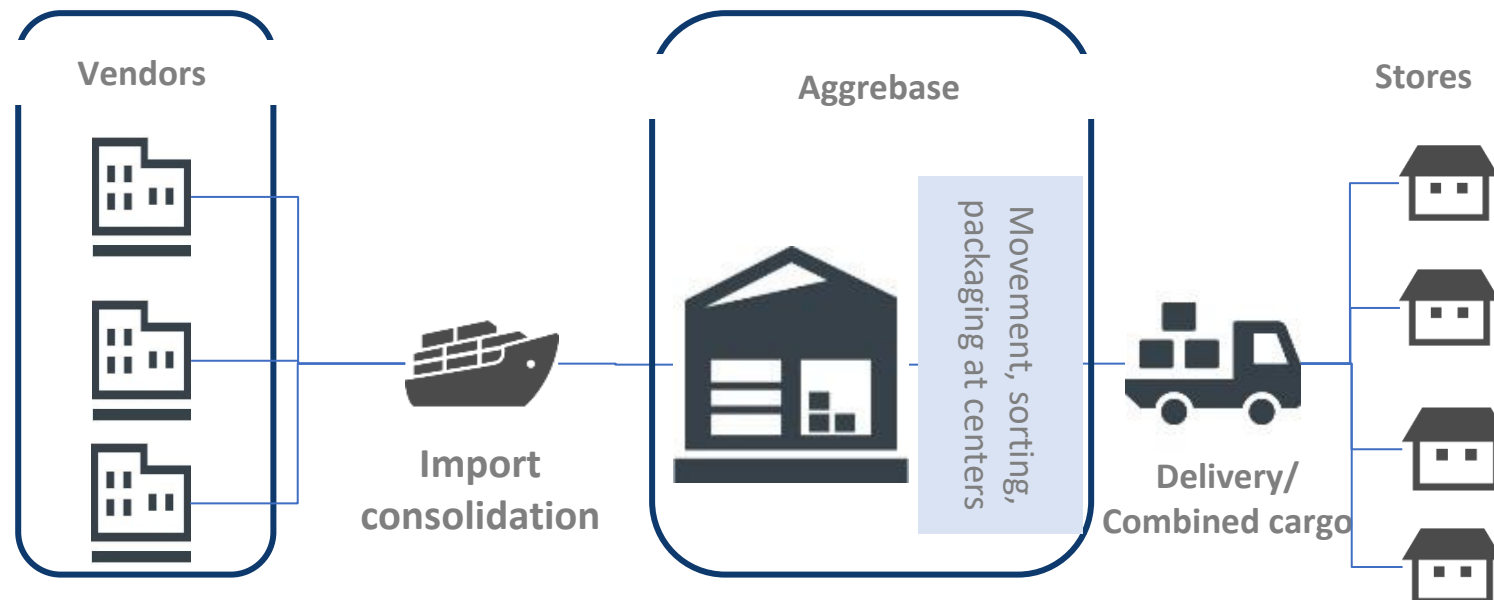 Vendors
Aggrebase
Stores
Import
consolidation
Movement, sorting,
packaging at centers
Delivery/
Combined cargo